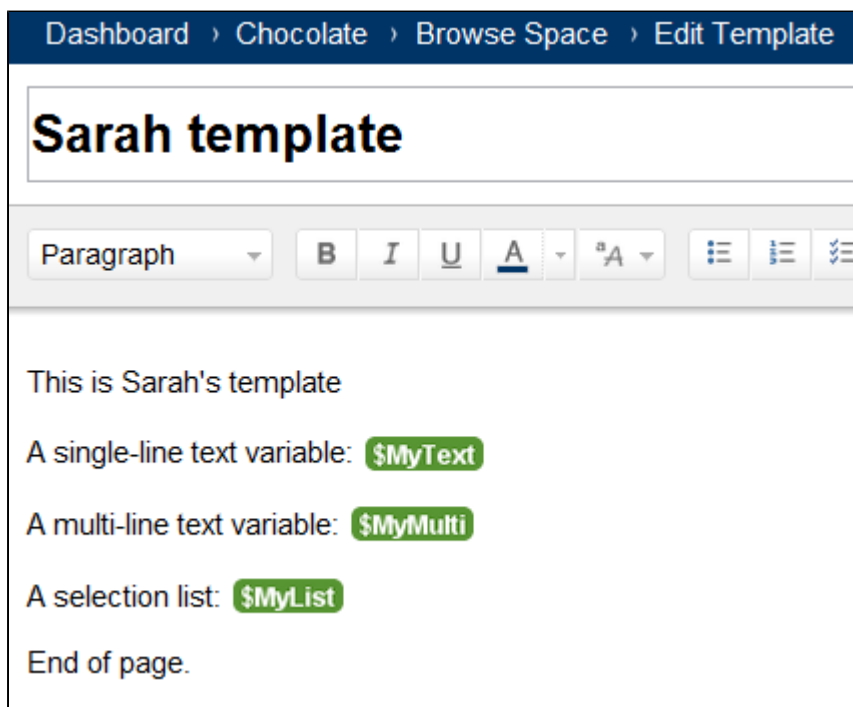 Dashboard › Chocolate › Browse Space › Edit Template
Sarah template
Paragraph B I U A ªA
This is Sarah's template
A single-line text variable: $MyText
A multi-line text variable: $MyMulti
A selection list: $MyList
End of page.